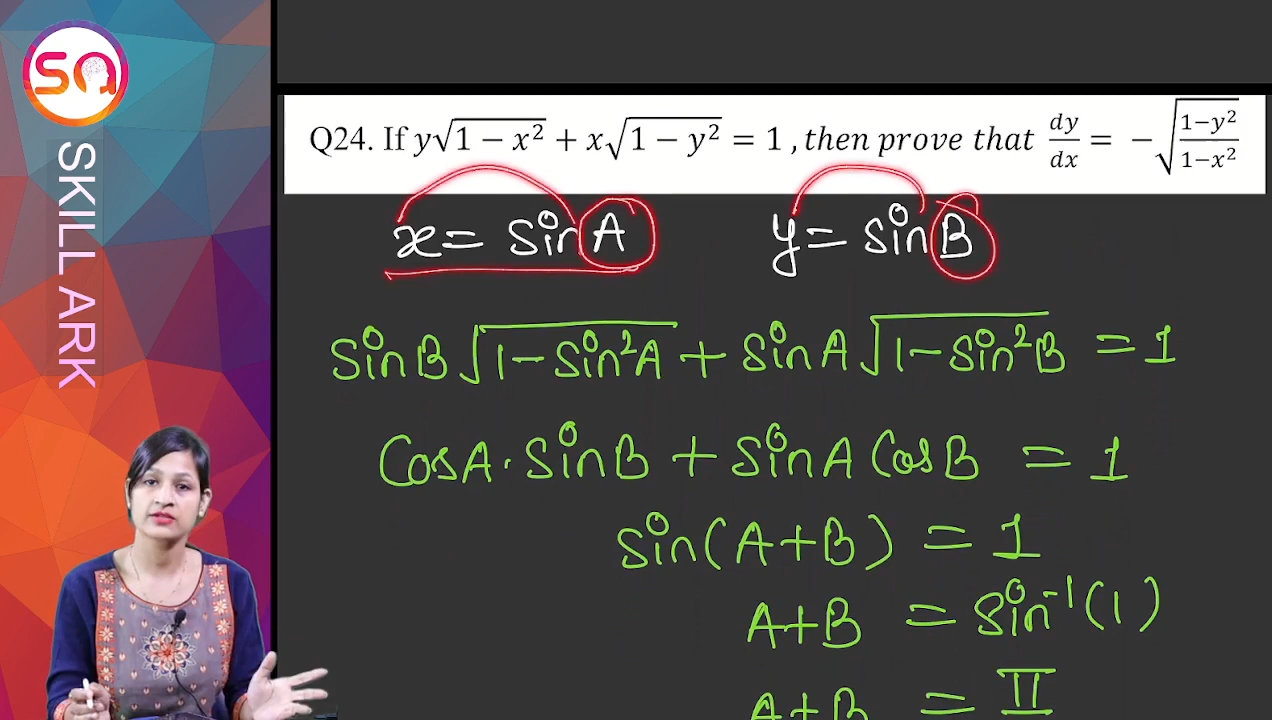 SA
SKILL ARK
Q24. If y√1 − x² + x√1 − y² = 1 , then prove that dy/dx = −√1−y²/1−x²
x = sin A y = sin B
sin B √1 − sin²A + sin A √1 − sin²B = 1
Cos A . sin B + sin A Cos B = 1
sin(A+B) = 1
A+B = sin⁻¹(1)
A+B = π